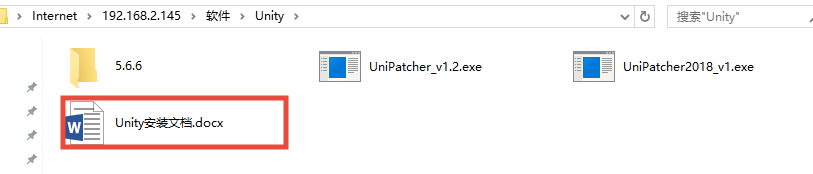 Internet > 192.168.2.145 > 软件 > Unity >
搜索"Unity"
5.6.6
UniPatcher_v1.2.exe
UniPatcher2018_v1.exe
Unity安装文档.docx